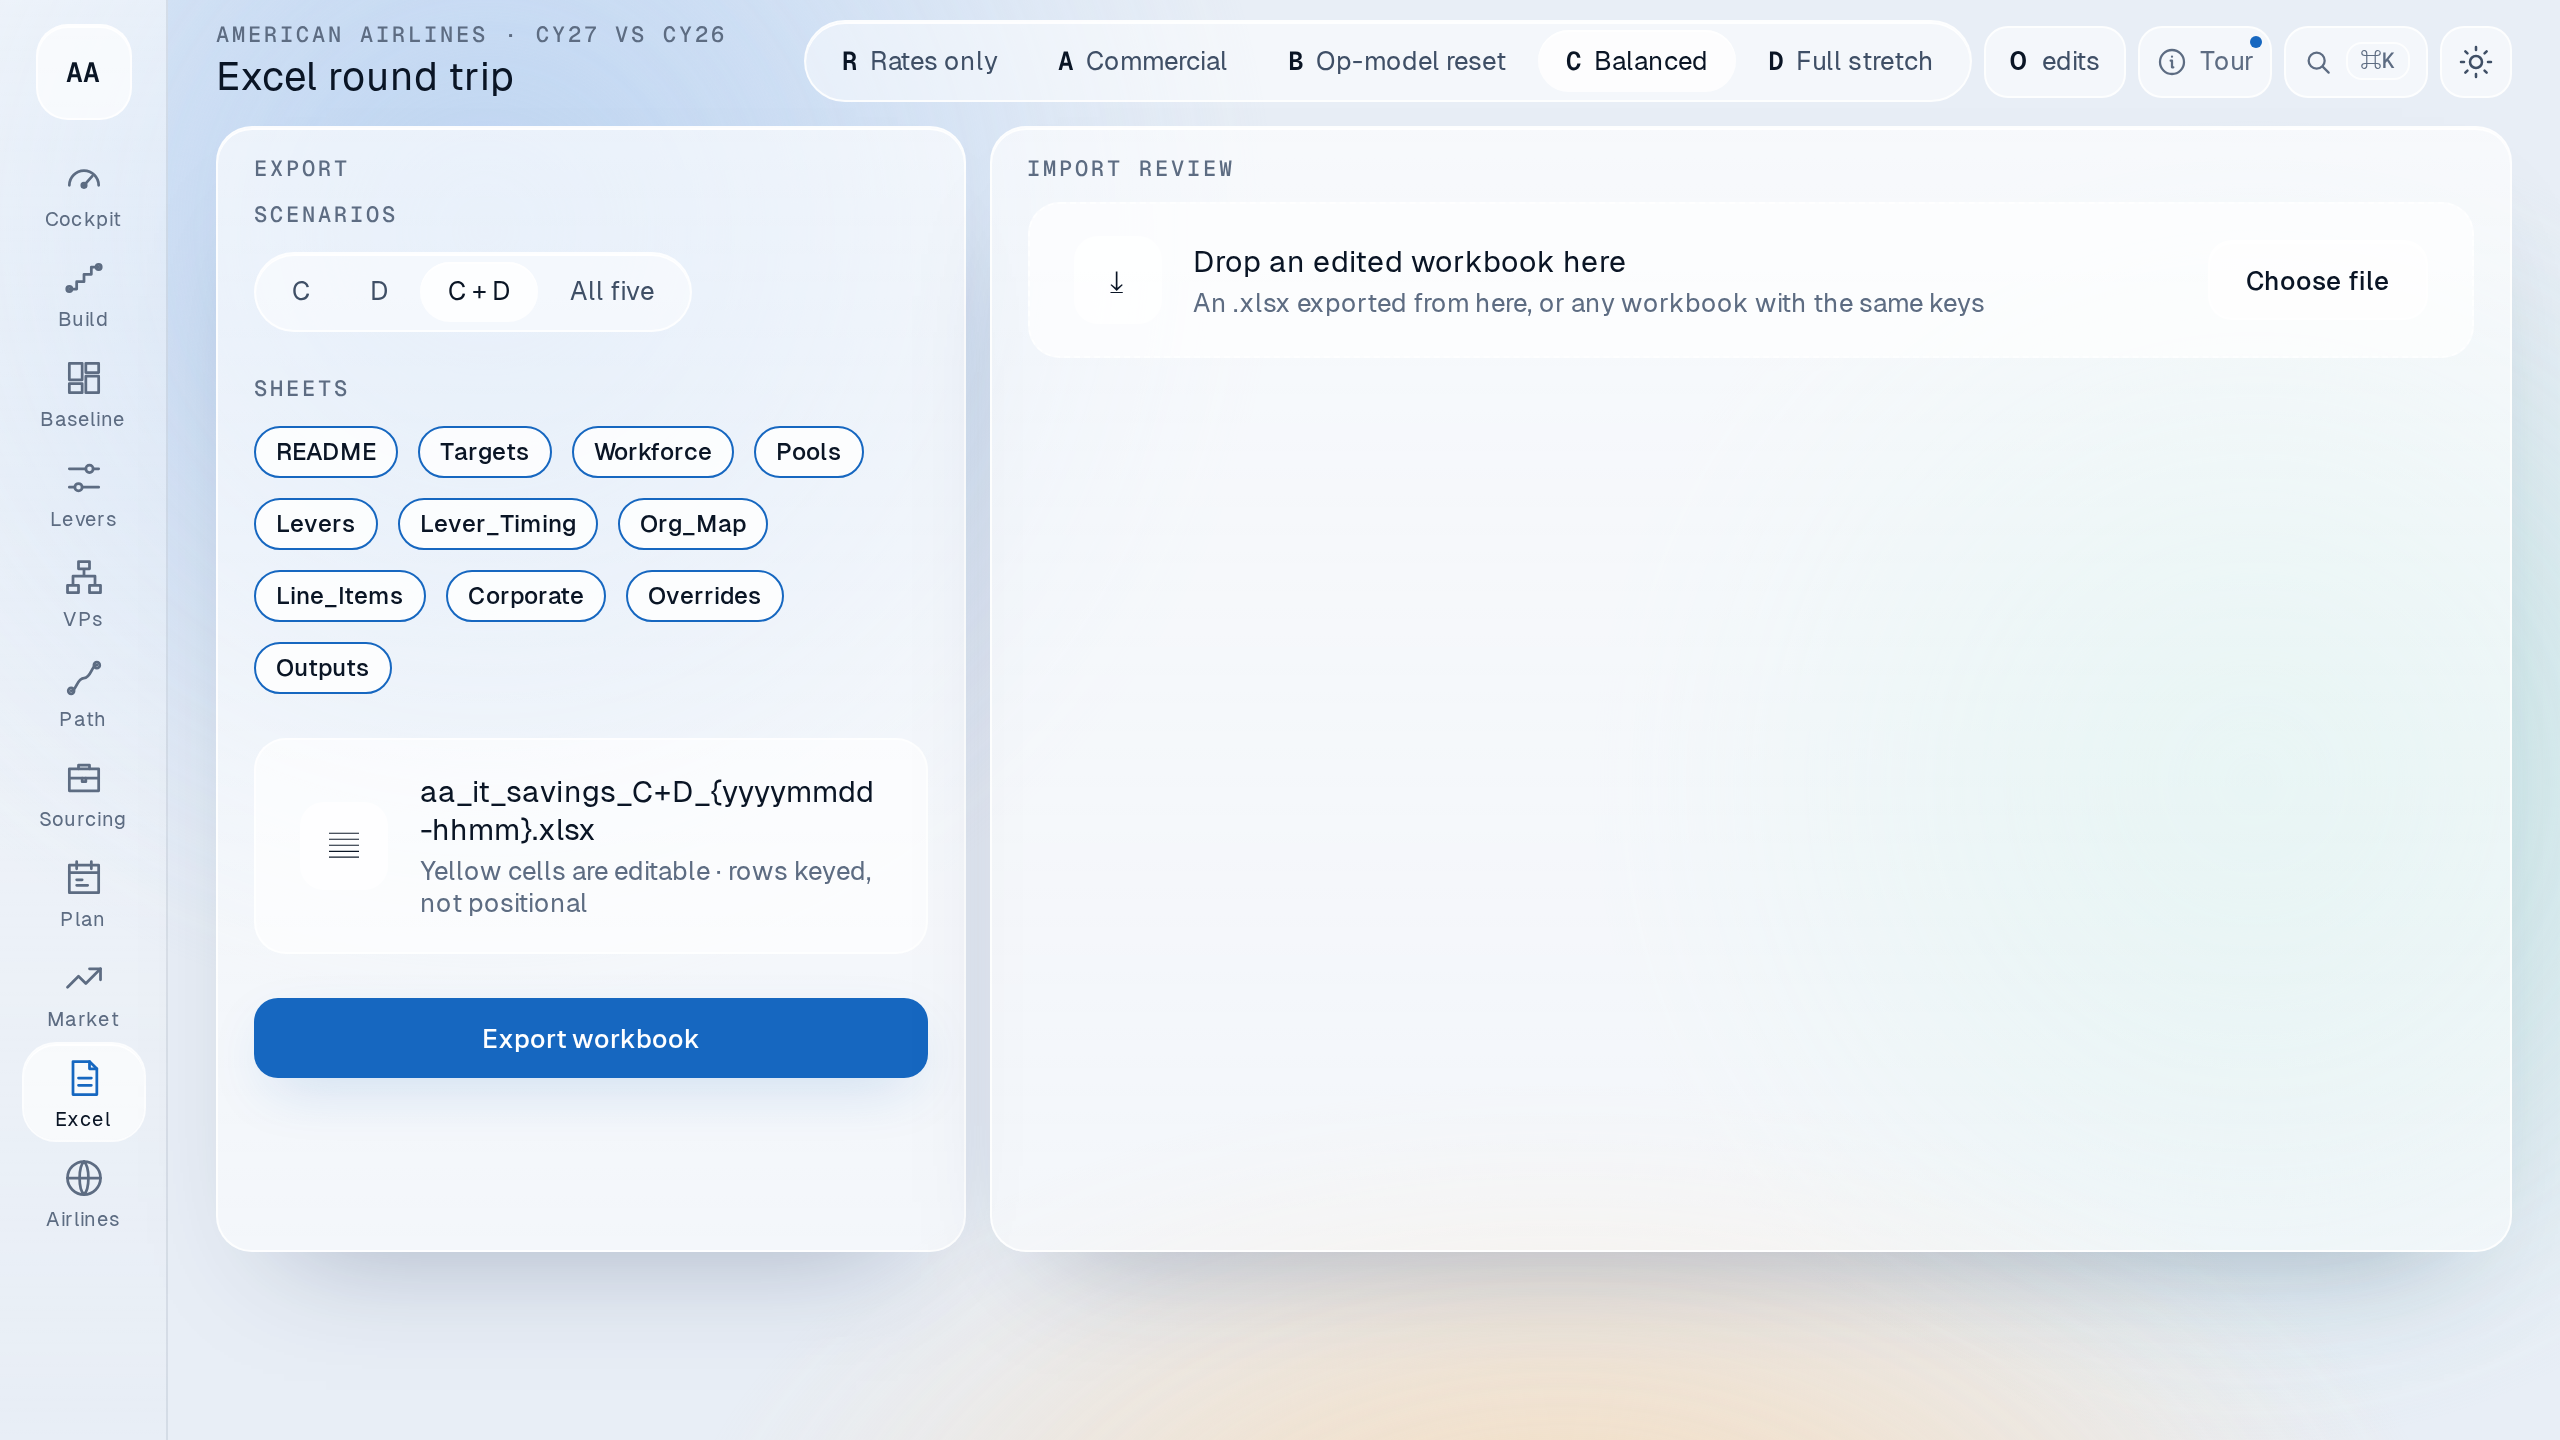 AA
AMERICAN AIRLINES · CY27 VS CY26
Excel round trip
R Rates only
A Commercial
B Op-model reset
C Balanced
D Full stretch
0 edits
Tour
⌘K
Cockpit
Build
Baseline
Levers
VPs
Path
Sourcing
Plan
Market
Excel
Airlines
EXPORT
SCENARIOS
C D C + D All five
SHEETS
README Targets Workforce Pools
Levers Lever_Timing Org_Map
Line_Items Corporate Overrides
Outputs
aa_it_savings_C+D_{yyyymmdd
-hhmm}.xlsx
Yellow cells are editable · rows keyed,
not positional
Export workbook
IMPORT REVIEW
Drop an edited workbook here
An .xlsx exported from here, or any workbook with the same keys
Choose file